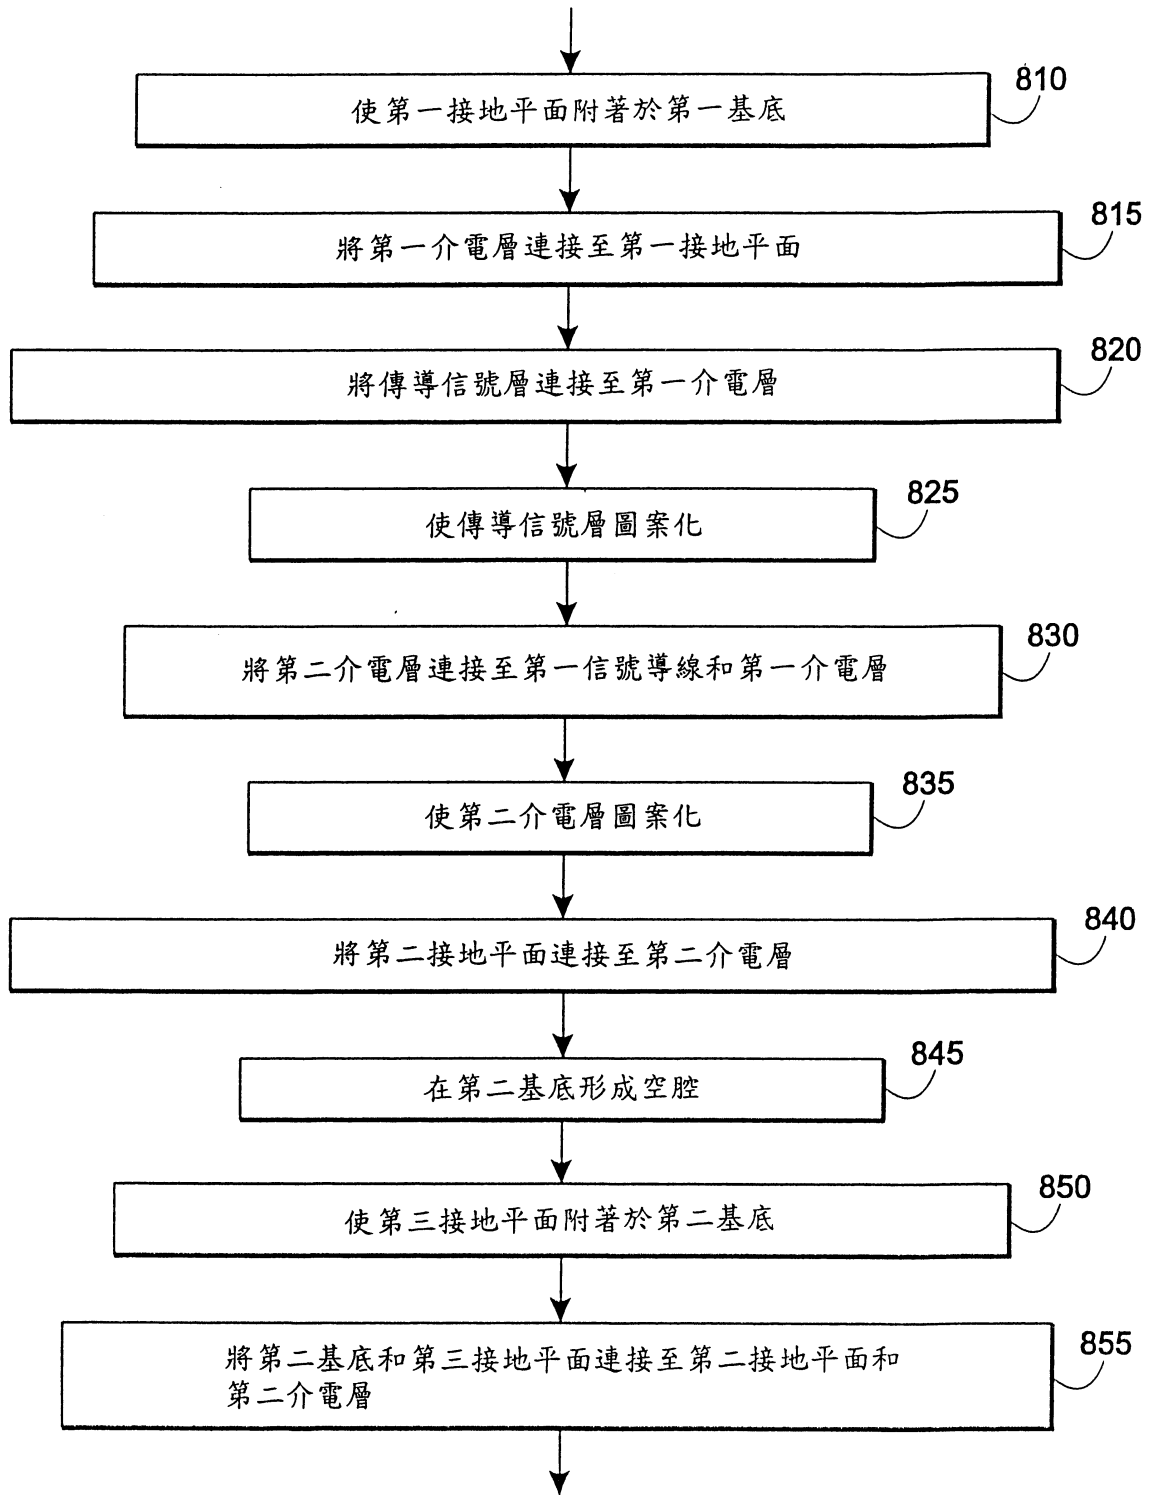 810
使第一接地平面附著於第一基底
815
將第一介電層連接至第一接地平面
820
將傳導信號層連接至第一介電層
825
使傳導信號層圖案化
830
將第二介電層連接至第一信號導線和第一介電層
835
使第二介電層圖案化
840
將第二接地平面連接至第二介電層
845
在第二基底形成空腔
850
使第三接地平面附著於第二基底
855
將第二基底和第三接地平面連接至第二接地平面和
第二介電層